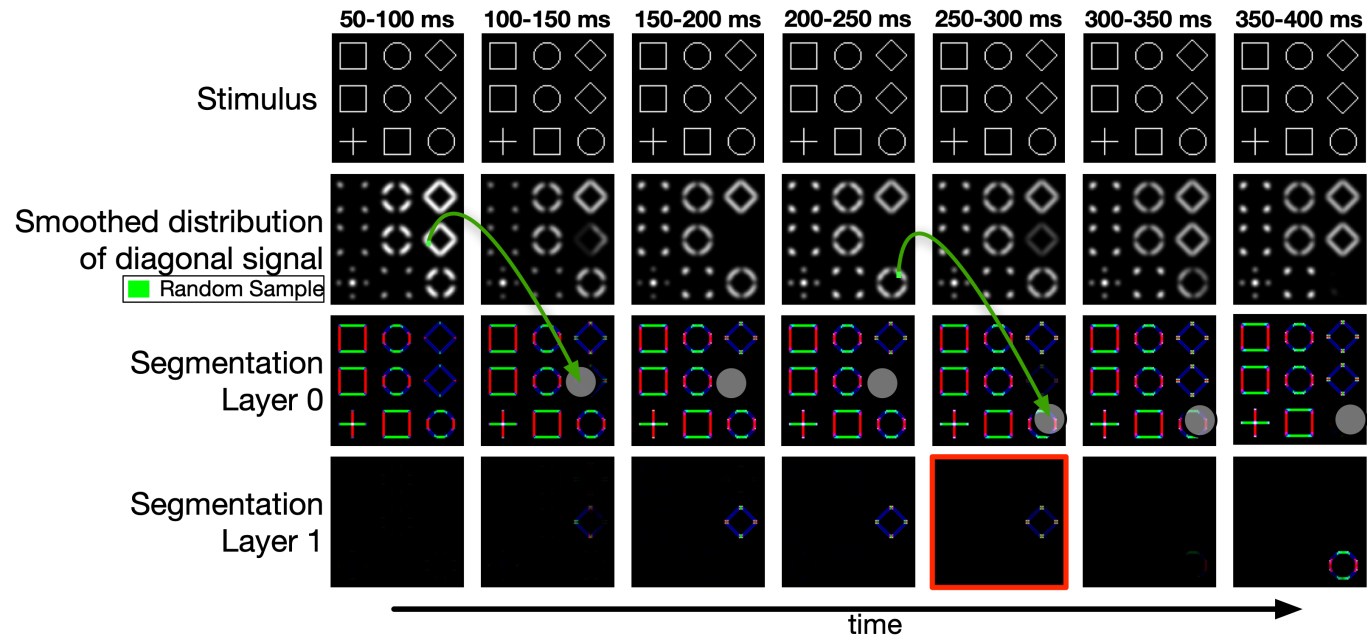 50-100 ms 100-150 ms 150-200 ms 200-250 ms 250-300 ms 300-350 ms 350-400 ms
Stimulus
Smoothed distribution
of diagonal signal
Random Sample
Segmentation
Layer 0
Segmentation
Layer 1
time